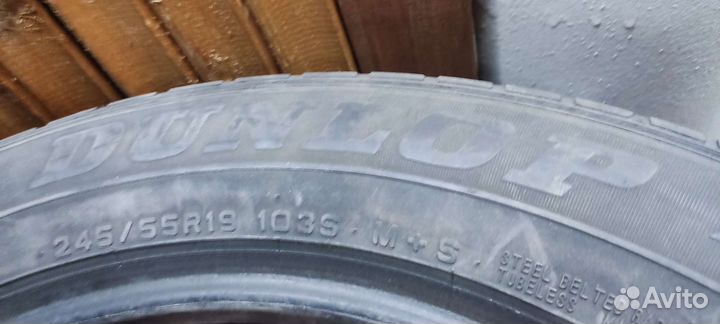 DUNLOP
245/55R19 103S M+S
STEEL BELTED
TUBELESS
Avito